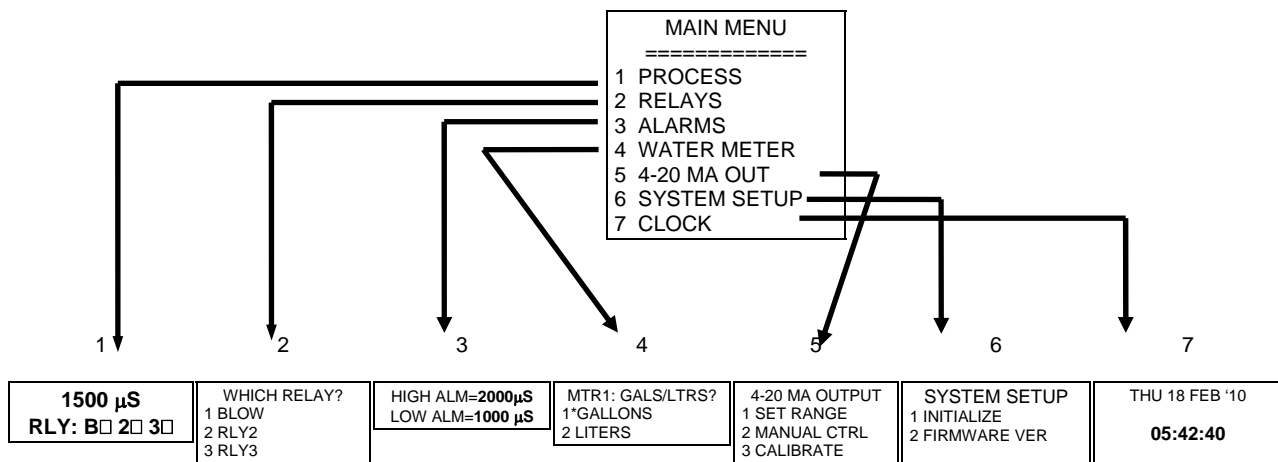 MAIN MENU
=============
1 PROCESS
2 RELAYS
3 ALARMS
4 WATER METER
5 4-20 MA OUT
6 SYSTEM SETUP
7 CLOCK
1 2 3 4 5 6 7
1500 µS
RLY: B□ 2□ 3□
WHICH RELAY?
1 BLOW
2 RLY2
3 RLY3
HIGH ALM=2000µS
LOW ALM=1000 µS
MTR1: GALS/LTRS?
1*GALLONS
2 LITERS
4-20 MA OUTPUT
1 SET RANGE
2 MANUAL CTRL
3 CALIBRATE
SYSTEM SETUP
1 INITIALIZE
2 FIRMWARE VER
THU 18 FEB ‘10
05:42:40